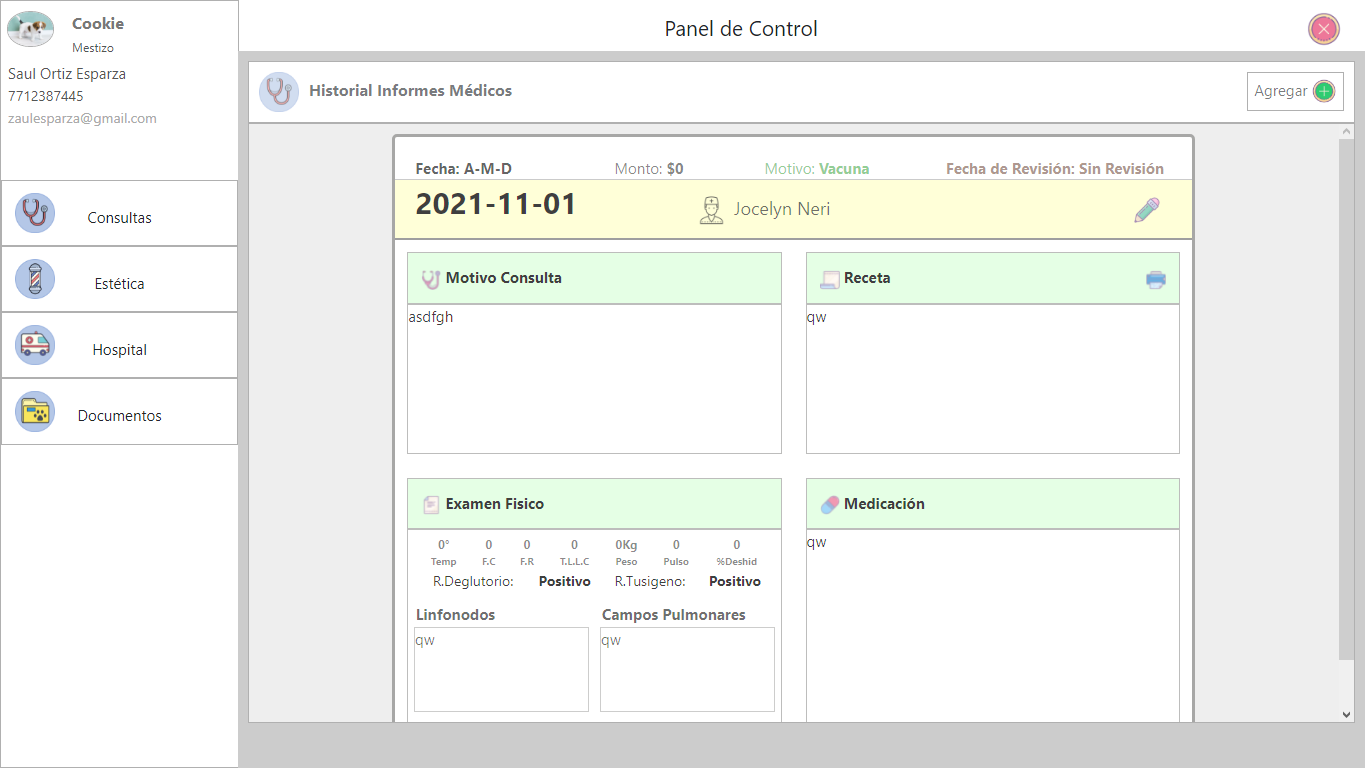 Cookie
Mestizo
Saul Ortiz Esparza
7712387445
zaulesparza@gmail.com
Consultas
Estética
Hospital
Documentos
Panel de Control
Historial Informes Médicos
Agregar
Fecha: A-M-D Monto: $0 Motivo: Vacuna Fecha de Revisión: Sin Revisión
2021-11-01 Jocelyn Neri
Motivo Consulta
asdfgh
Receta
qw
Examen Fisico
0° 0 0 0 0Kg 0 0
Temp F.C F.R T.L.L.C Peso Pulso %Deshid
R.Deglutorio: Positivo R.Tusigeno: Positivo
Linfonodos Campos Pulmonares
qw qw
Medicación
qw